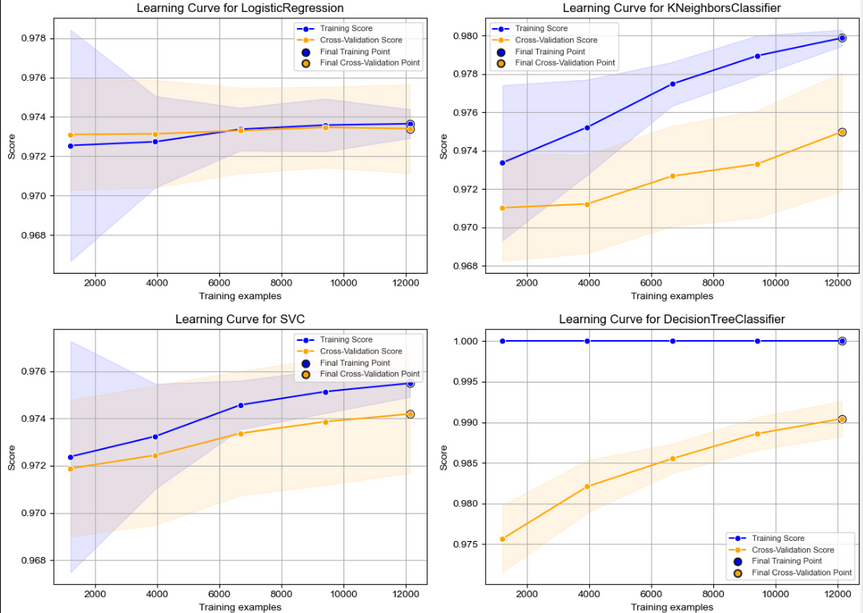 Learning Curve for LogisticRegression
Score
0.978
0.976
0.974
0.972
0.970
0.968
Training Score
Cross-Validation Score
Final Training Point
Final Cross-Validation Point
2000 4000 6000 8000 10000 12000
Training examples
Learning Curve for KNeighborsClassifier
Score
0.980
0.978
0.976
0.974
0.972
0.970
0.968
Training Score
Cross-Validation Score
Final Training Point
Final Cross-Validation Point
2000 4000 6000 8000 10000 12000
Training examples
Learning Curve for SVC
Score
0.976
0.974
0.972
0.970
0.968
Training Score
Cross-Validation Score
Final Training Point
Final Cross-Validation Point
2000 4000 6000 8000 10000 12000
Training examples
Learning Curve for DecisionTreeClassifier
Score
1.000
0.995
0.990
0.985
0.980
0.975
Training Score
Cross-Validation Score
Final Training Point
Final Cross-Validation Point
2000 4000 6000 8000 10000 12000
Training examples